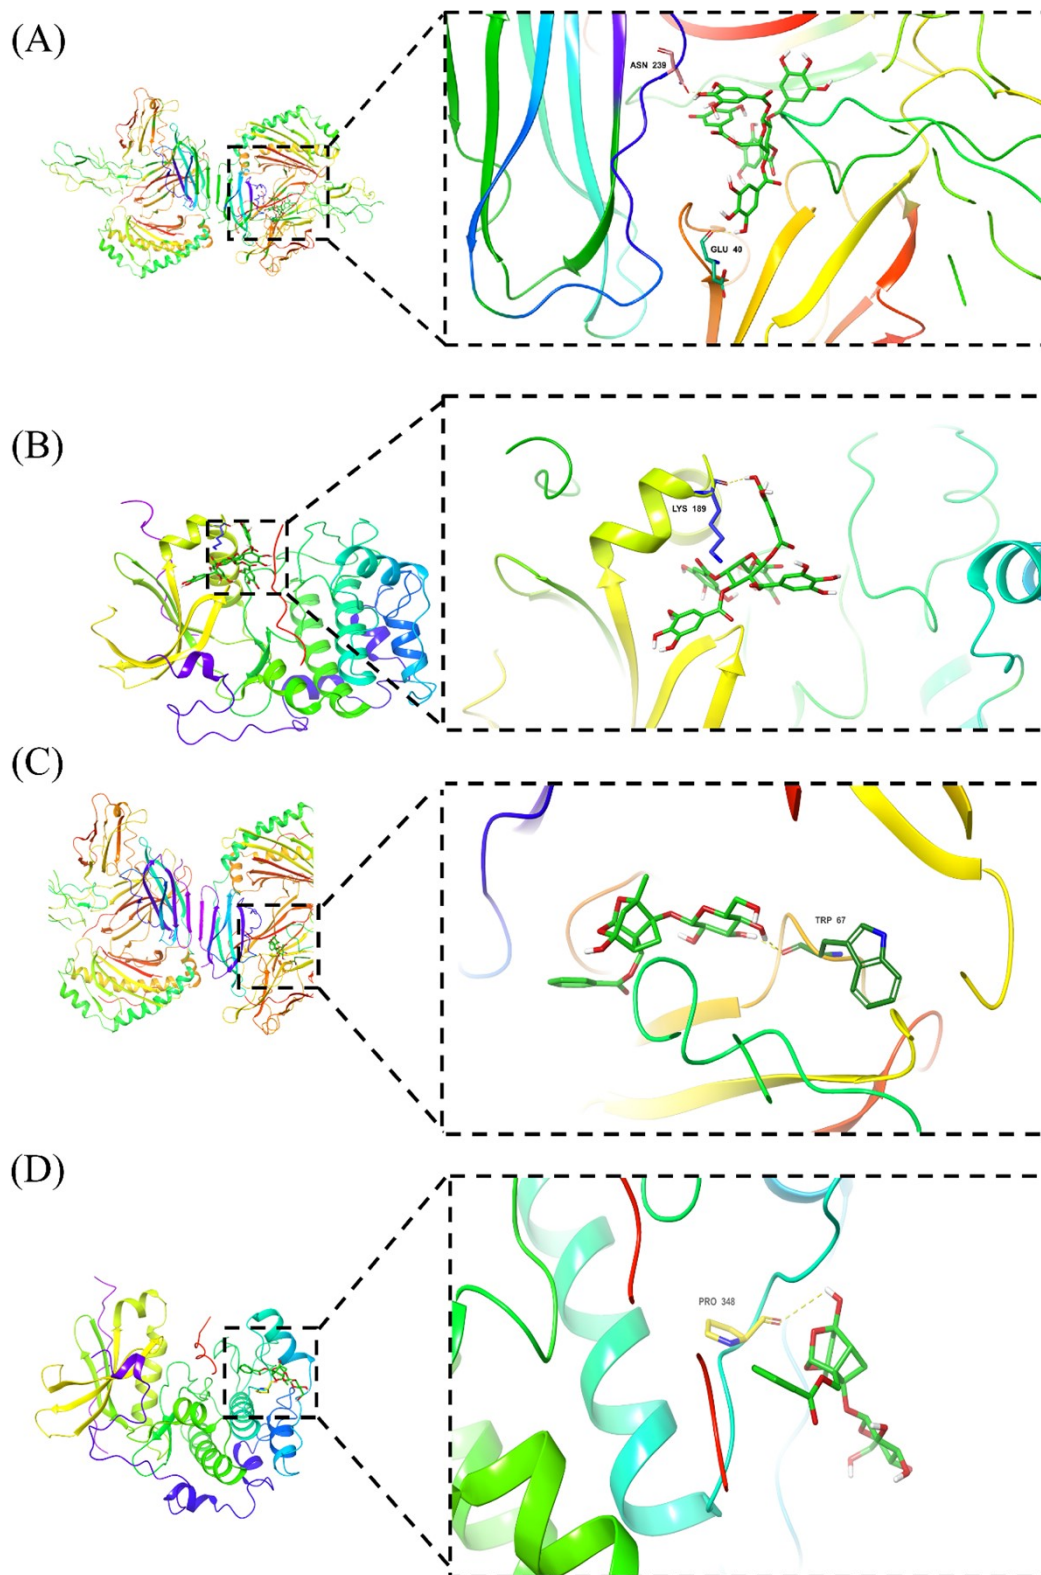 (A)
ASN 239
GLU 40
(B)
LYS 189
(C)
TRP 67
(D)
PRO 348